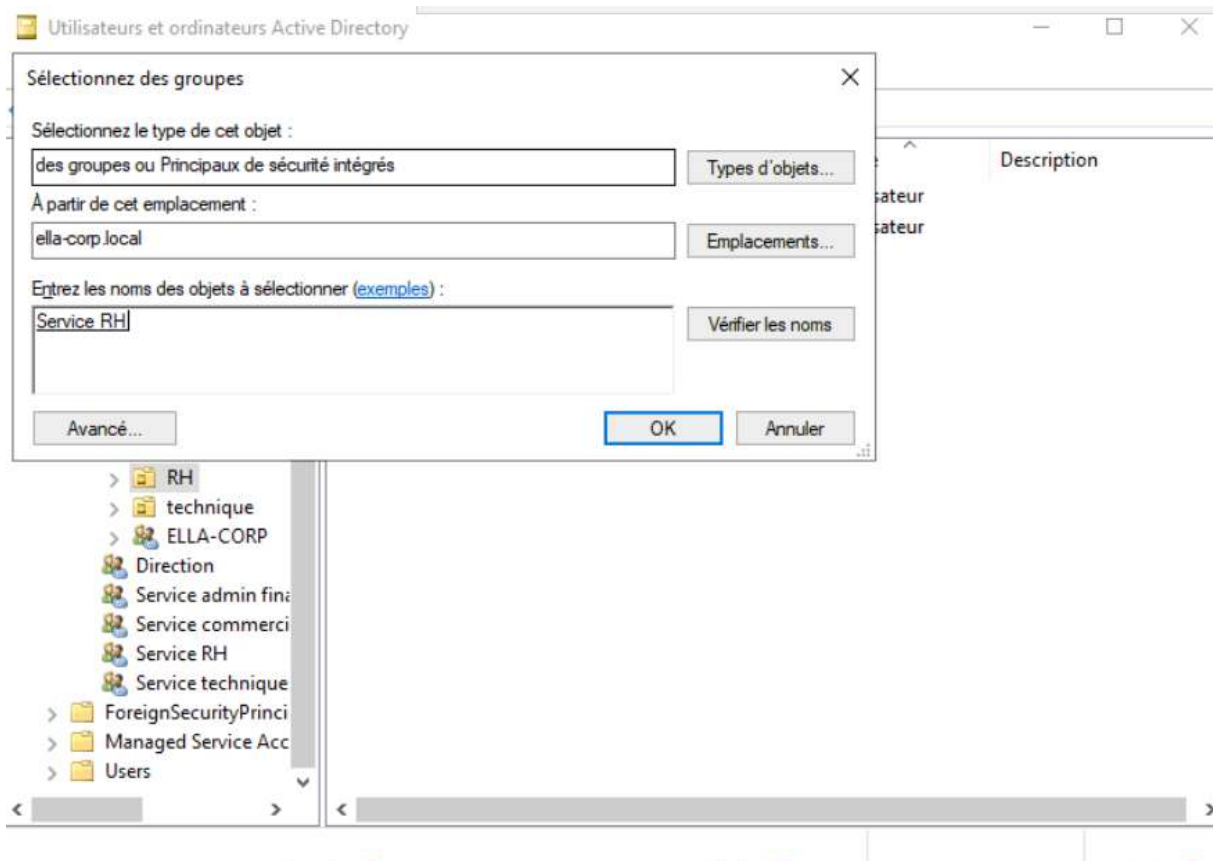 Utilisateurs et ordinateurs Active Directory
Sélectionnez des groupes
Sélectionnez le type de cet objet :
des groupes ou Principaux de sécurité intégrés
Types d'objets...
À partir de cet emplacement :
ella-corp.local
Emplacements...
Entrez les noms des objets à sélectionner (exemples) :
Service RH
Vérifier les noms
Avancé...
OK
Annuler
Description
sateur
sateur
RH
technique
ELLA-CORP
Direction
Service admin fina
Service commerci
Service RH
Service technique
ForeignSecurityPrinci
Managed Service Acc
Users